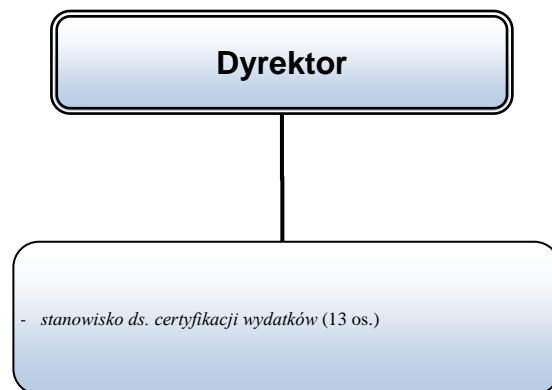 Dyrektor
- stanowisko ds. certyfikacji wydatków (13 os.)